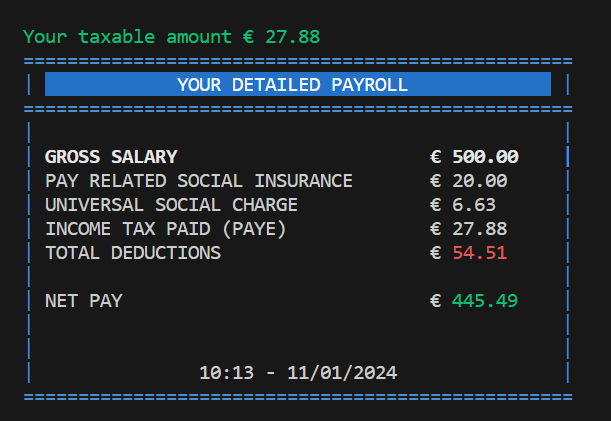 Your taxable amount € 27.88
==================================================
| YOUR DETAILED PAYROLL |
==================================================
| |
| GROSS SALARY € 500.00 |
| PAY RELATED SOCIAL INSURANCE € 20.00 |
| UNIVERSAL SOCIAL CHARGE € 6.63 |
| INCOME TAX PAID (PAYE) € 27.88 |
| TOTAL DEDUCTIONS € 54.51 |
| |
| NET PAY € 445.49 |
| |
| |
| 10:13 - 11/01/2024 |
==================================================